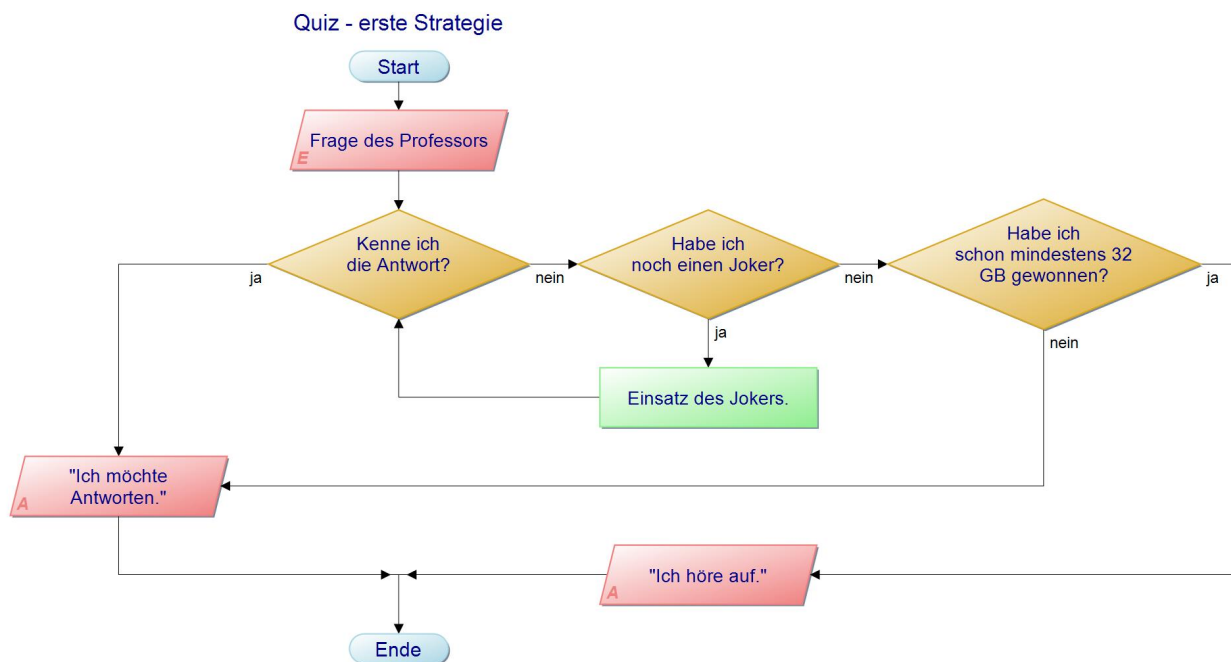 Quiz - erste Strategie
Start
Frage des Professors
E
Kenne ich
die Antwort?
ja
nein
Habe ich
noch einen Joker?
nein
ja
Habe ich
schon mindestens 32
GB gewonnen?
ja
nein
Einsatz des Jokers.
"Ich möchte
Antworten."
A
"Ich höre auf."
A
Ende